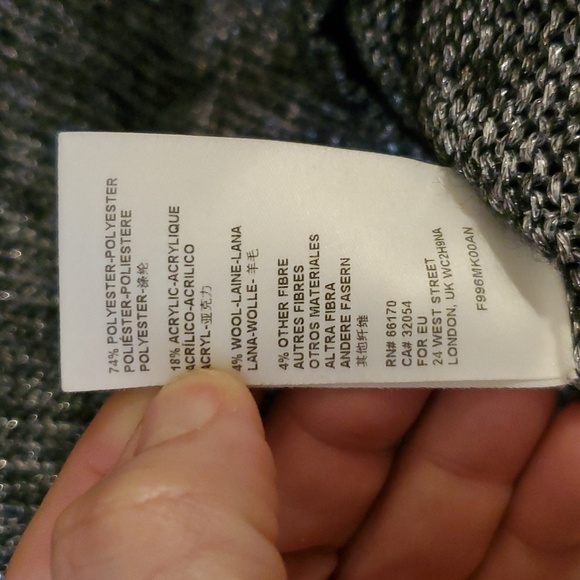 74% POLYESTER-POLYESTER
POLIÉSTER-POLIESTERE
POLYESTER-涤纶
18% ACRYLIC-ACRYLIQUE
ACRÍLICO-ACRILICO
ACRYL-亚克力
4% WOOL-LAINE-LANA
LANA-WOLLE- 羊毛
4% OTHER FIBRE
AUTRES FIBRES
OTROS MATERIALES
ALTRA FIBRA
ANDERE FASERN
其他纤维
RN# 66170
CA# 32054
FOR EU
24 WEST STREET
LONDON, UK WC2H9NA
F996MK00AN